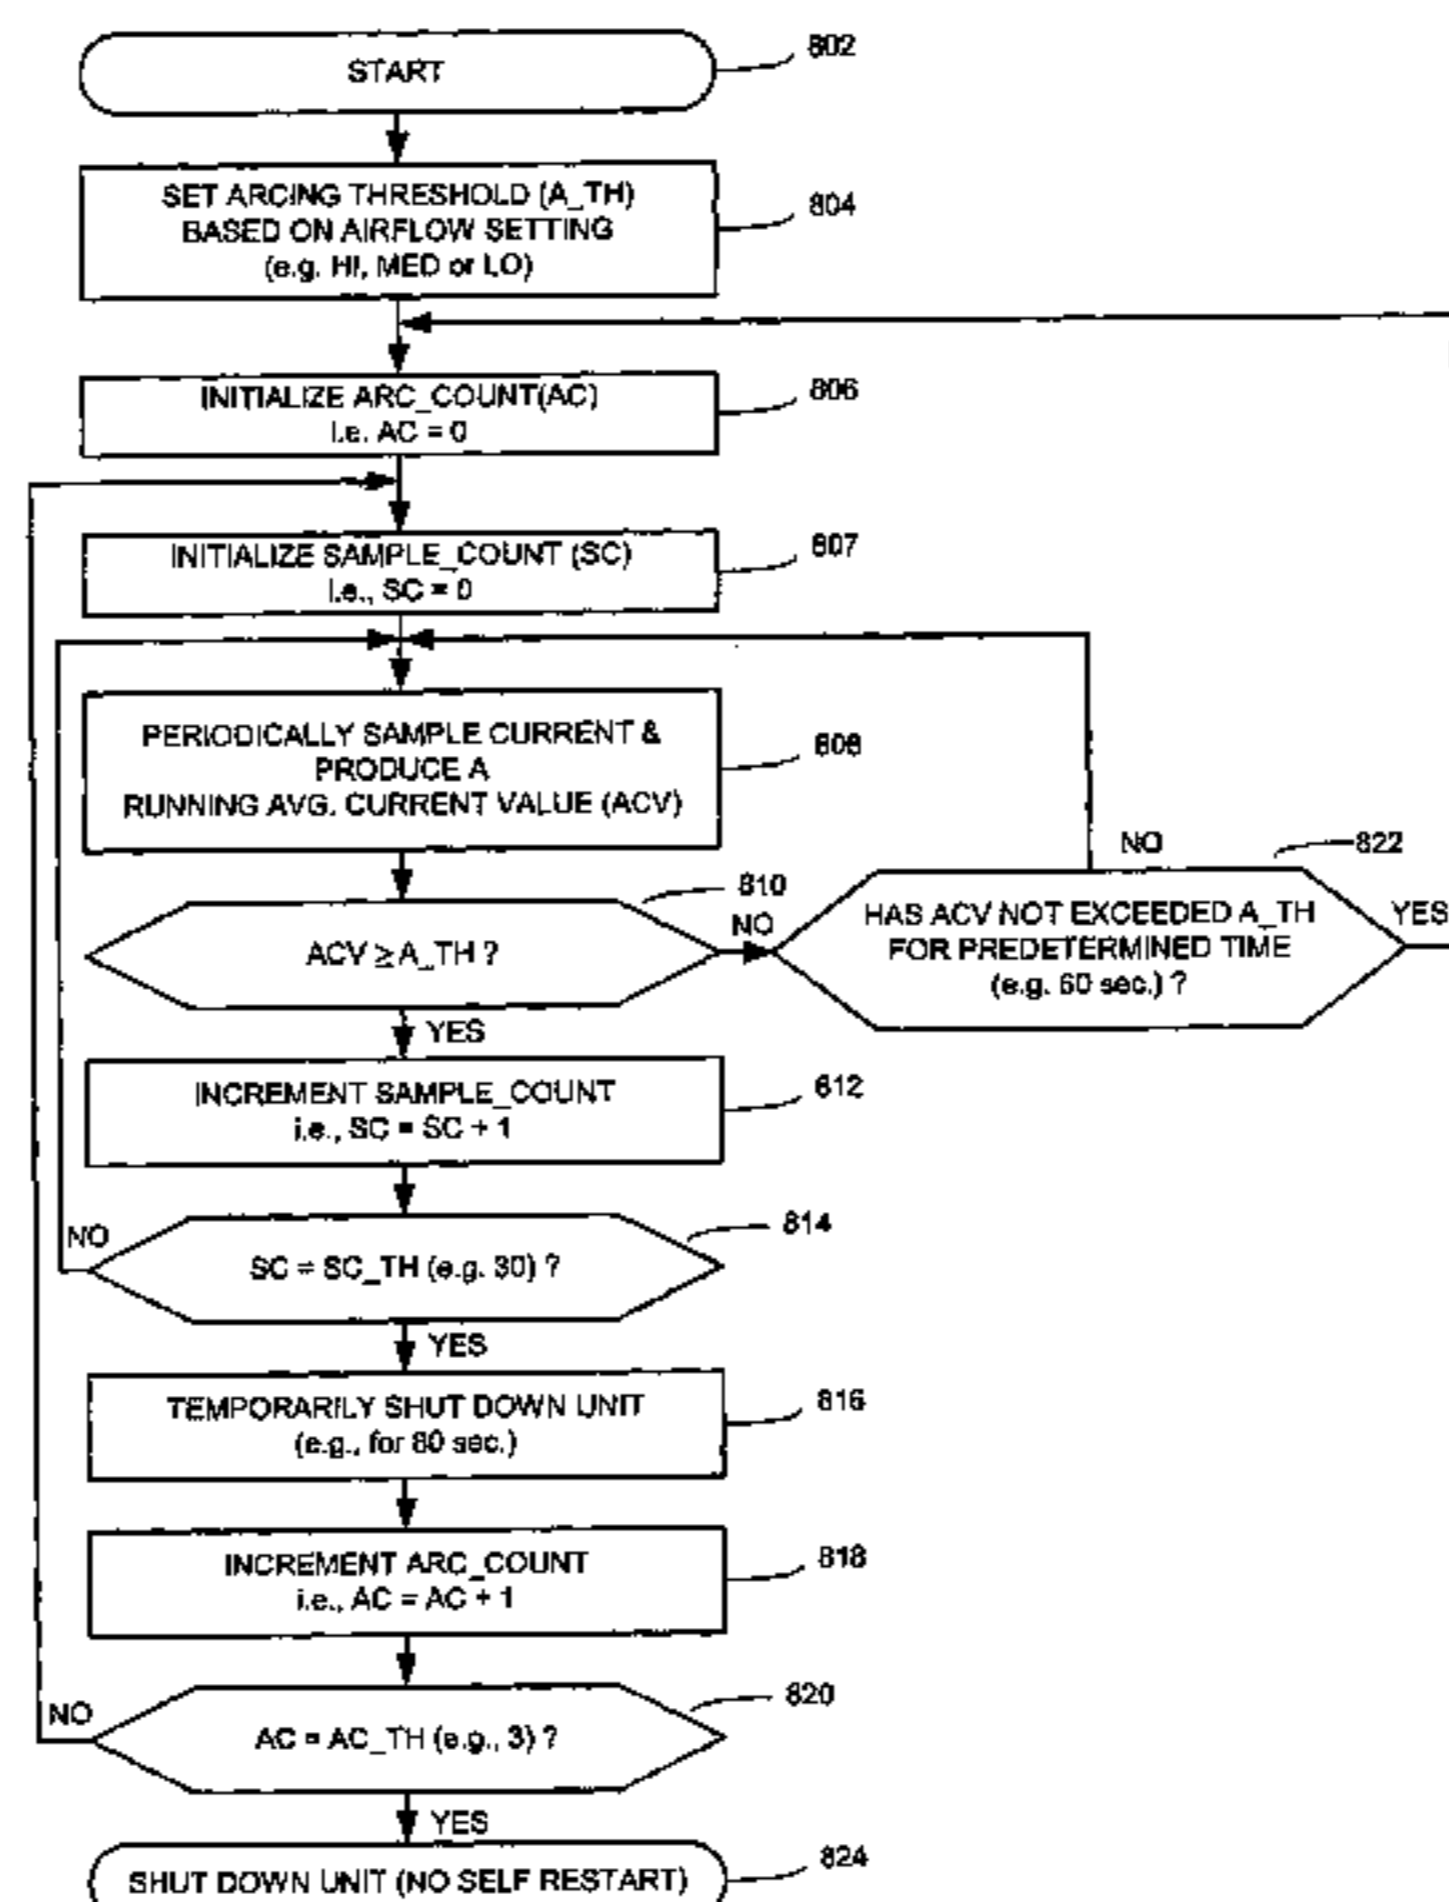 START
802
SET ARCING THRESHOLD (A_TH)
BASED ON AIRFLOW SETTING
(e.g. HI, MED or LO)
804
INITIALIZE ARC_COUNT(AC)
i.e. AC = 0
806
INITIALIZE SAMPLE_COUNT (SC)
i.e., SC = 0
807
PERIODICALLY SAMPLE CURRENT &
PRODUCE A
RUNNING AVG. CURRENT VALUE (ACV)
808
ACV ≥ A_TH ?
810
NO
YES
HAS ACV NOT EXCEEDED A_TH
FOR PREDETERMINED TIME
(e.g. 60 sec.) ?
822
NO
YES
INCREMENT SAMPLE_COUNT
i.e., SC = SC + 1
812
SC = SC_TH (e.g. 30) ?
814
NO
YES
TEMPORARILY SHUT DOWN UNIT
(e.g., for 80 sec.)
816
INCREMENT ARC_COUNT
i.e., AC = AC + 1
818
AC = AC_TH (e.g., 3) ?
820
NO
YES
SHUT DOWN UNIT (NO SELF RESTART)
824